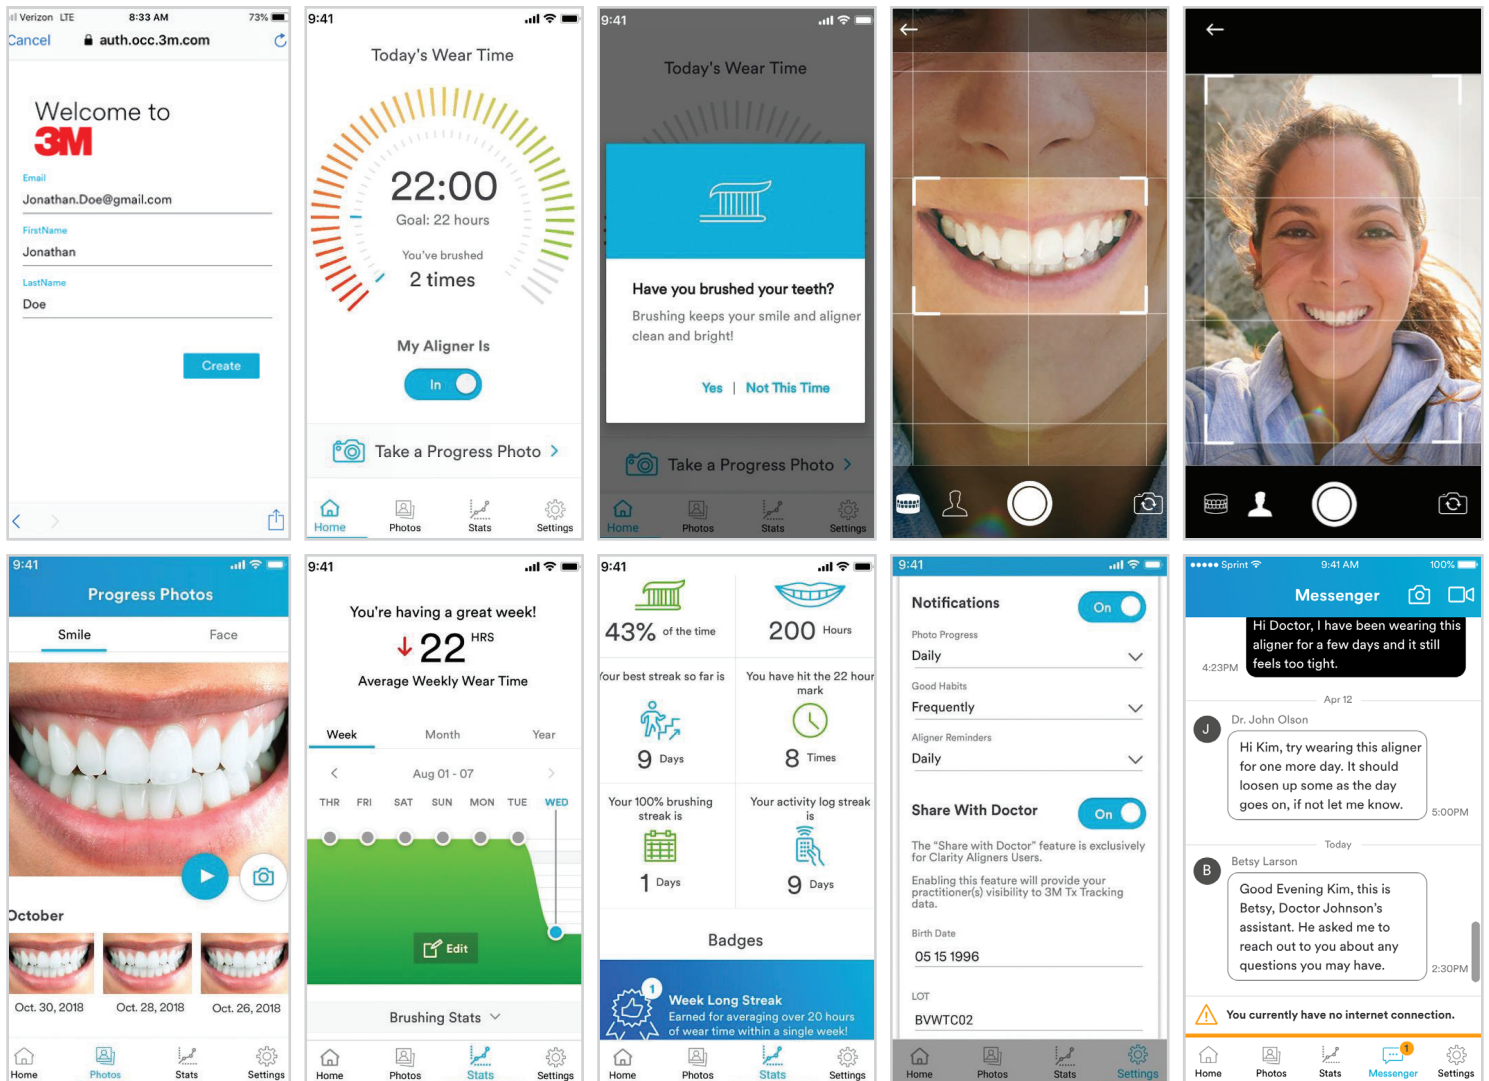 Verizon LTE 8:33 AM 73%
Cancel auth.occ.3m.com
Welcome to
3M
Email
Jonathan.Doe@gmail.com
FirstName
Jonathan
LastName
Doe
Create
9:41
Today's Wear Time
22:00
Goal: 22 hours
You've brushed
2 times
My Aligner Is
In
Take a Progress Photo
Home Photos Stats Settings
9:41
Today's Wear Time
Have you brushed your teeth?
Brushing keeps your smile and aligner
clean and bright!
Yes | Not This Time
Take a Progress Photo
Home Photos Stats Settings
9:41
Progress Photos
Smile Face
October
Oct. 30, 2018 Oct. 28, 2018 Oct. 26, 2018
Home Photos Stats Settings
9:41
You're having a great week!
22 HRS
Average Weekly Wear Time
Week Month Year
Aug 01 - 07
THR FRI SAT SUN MON TUE WED
Edit
Brushing Stats
Home Photos Stats Settings
9:41
43% of the time
200 Hours
Your best streak so far is
9 Days
You have hit the 22 hour
mark
8 Times
Your 100% brushing
streak is
1 Days
Your activity log streak
is
9 Days
Badges
1
Week Long Streak
Earned for averaging over 20 hours
of wear time within a single week!
Home Photos Stats Settings
9:41
Notifications On
Photo Progress
Daily
Good Habits
Frequently
Aligner Reminders
Daily
Share With Doctor On
The “Share with Doctor” feature is exclusively
for Clarity Aligners Users.
Enabling this feature will provide your
practitioner(s) visibility to 3M Tx Tracking
data.
Birth Date
05 15 1996
LOT
BVWTC02
Home Photos Stats Settings
Sprint 9:41 AM 100%
Messenger
Hi Doctor, I have been wearing this
aligner for a few days and it still
feels too tight.
4:23PM
Apr 12
Dr. John Olson
J
Hi Kim, try wearing this aligner
for one more day. It should
loosen up some as the day
goes on, if not let me know.
5:00PM
Today
Betsy Larson
B
Good Evening Kim, this is
Betsy, Doctor Johnson’s
assistant. He asked me to
reach out to you about any
questions you may have.
2:30PM
You currently have no internet connection.
1
Home Photos Stats Messenger Settings